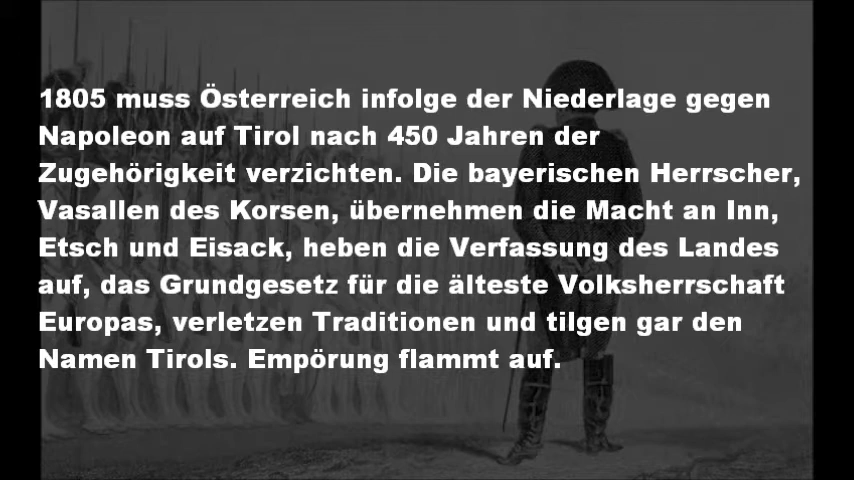 1805 muss Österreich infolge der Niederlage gegen
Napoleon auf Tirol nach 450 Jahren der
Zugehörigkeit verzichten. Die bayerischen Herrscher,
Vasallen des Korsen, übernehmen die Macht an Inn,
Etsch und Eisack, heben die Verfassung des Landes
auf, das Grundgesetz für die älteste Volksherrschaft
Europas, verletzen Traditionen und tilgen gar den
Namen Tirols. Empörung flammt auf.